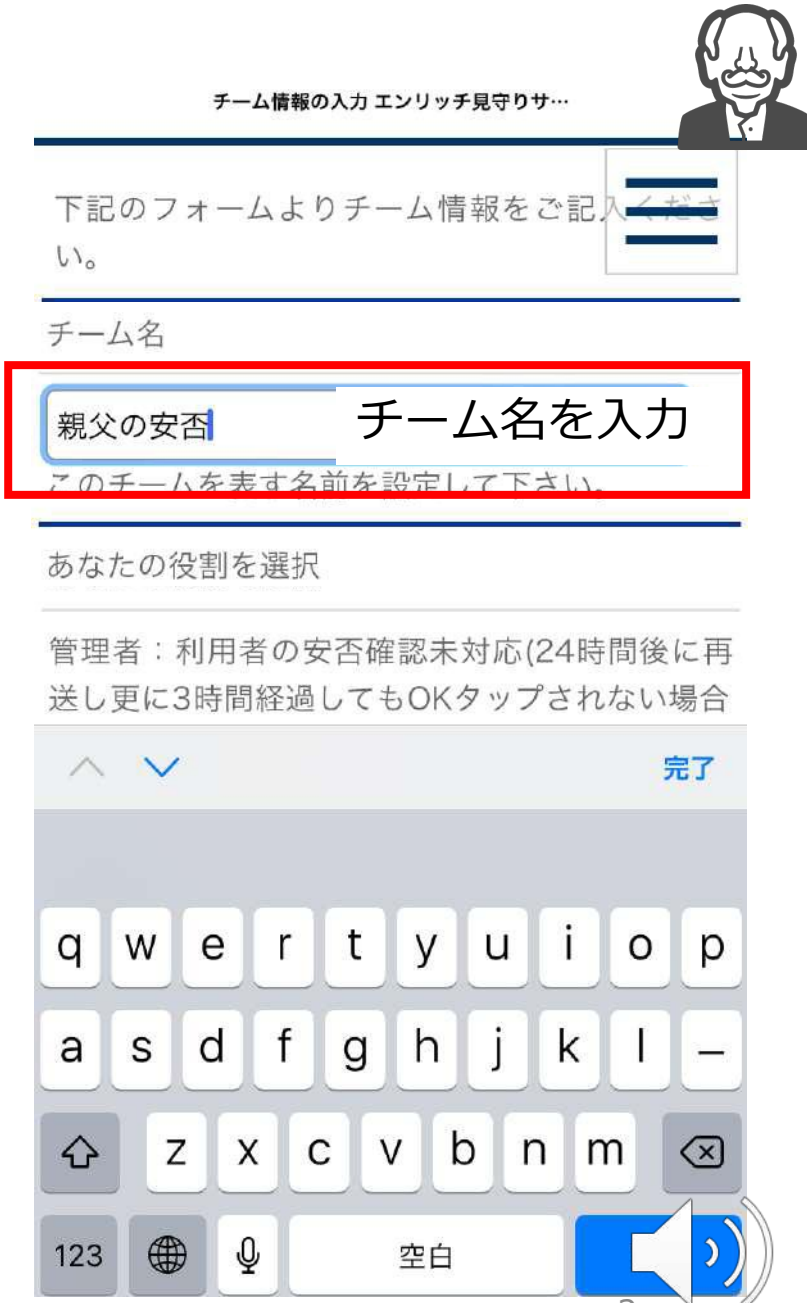 チーム情報の入力 エンリッチ見守りサ…
下記のフォームよりチーム情報をご記入くださ
い。
チーム名
親父の安否
チーム名を入力
このチームを表す名前を設定して下さい。
あなたの役割を選択
管理者：利用者の安否確認未対応(24時間後に再
送し更に3時間経過してもOKタップされない場合
完了
q w e r t y u i o p
a s d f g h j k l ー
z x c v b n m
123 空白